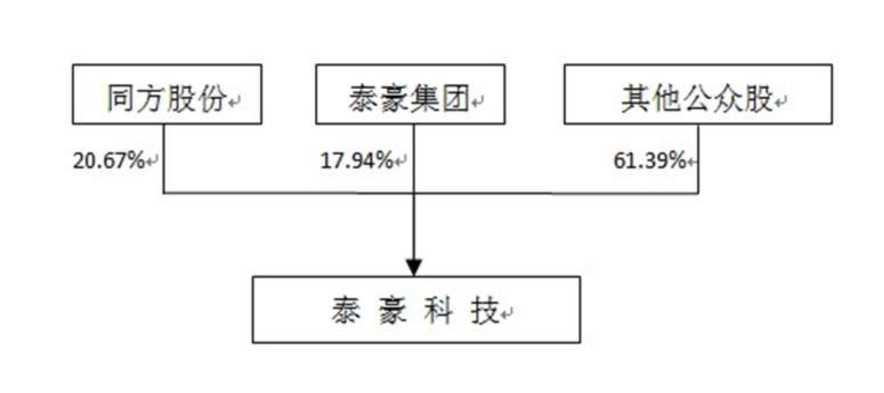 同方股份
泰豪集团
其他公众股
20.67%
17.94%
61.39%
泰豪科技